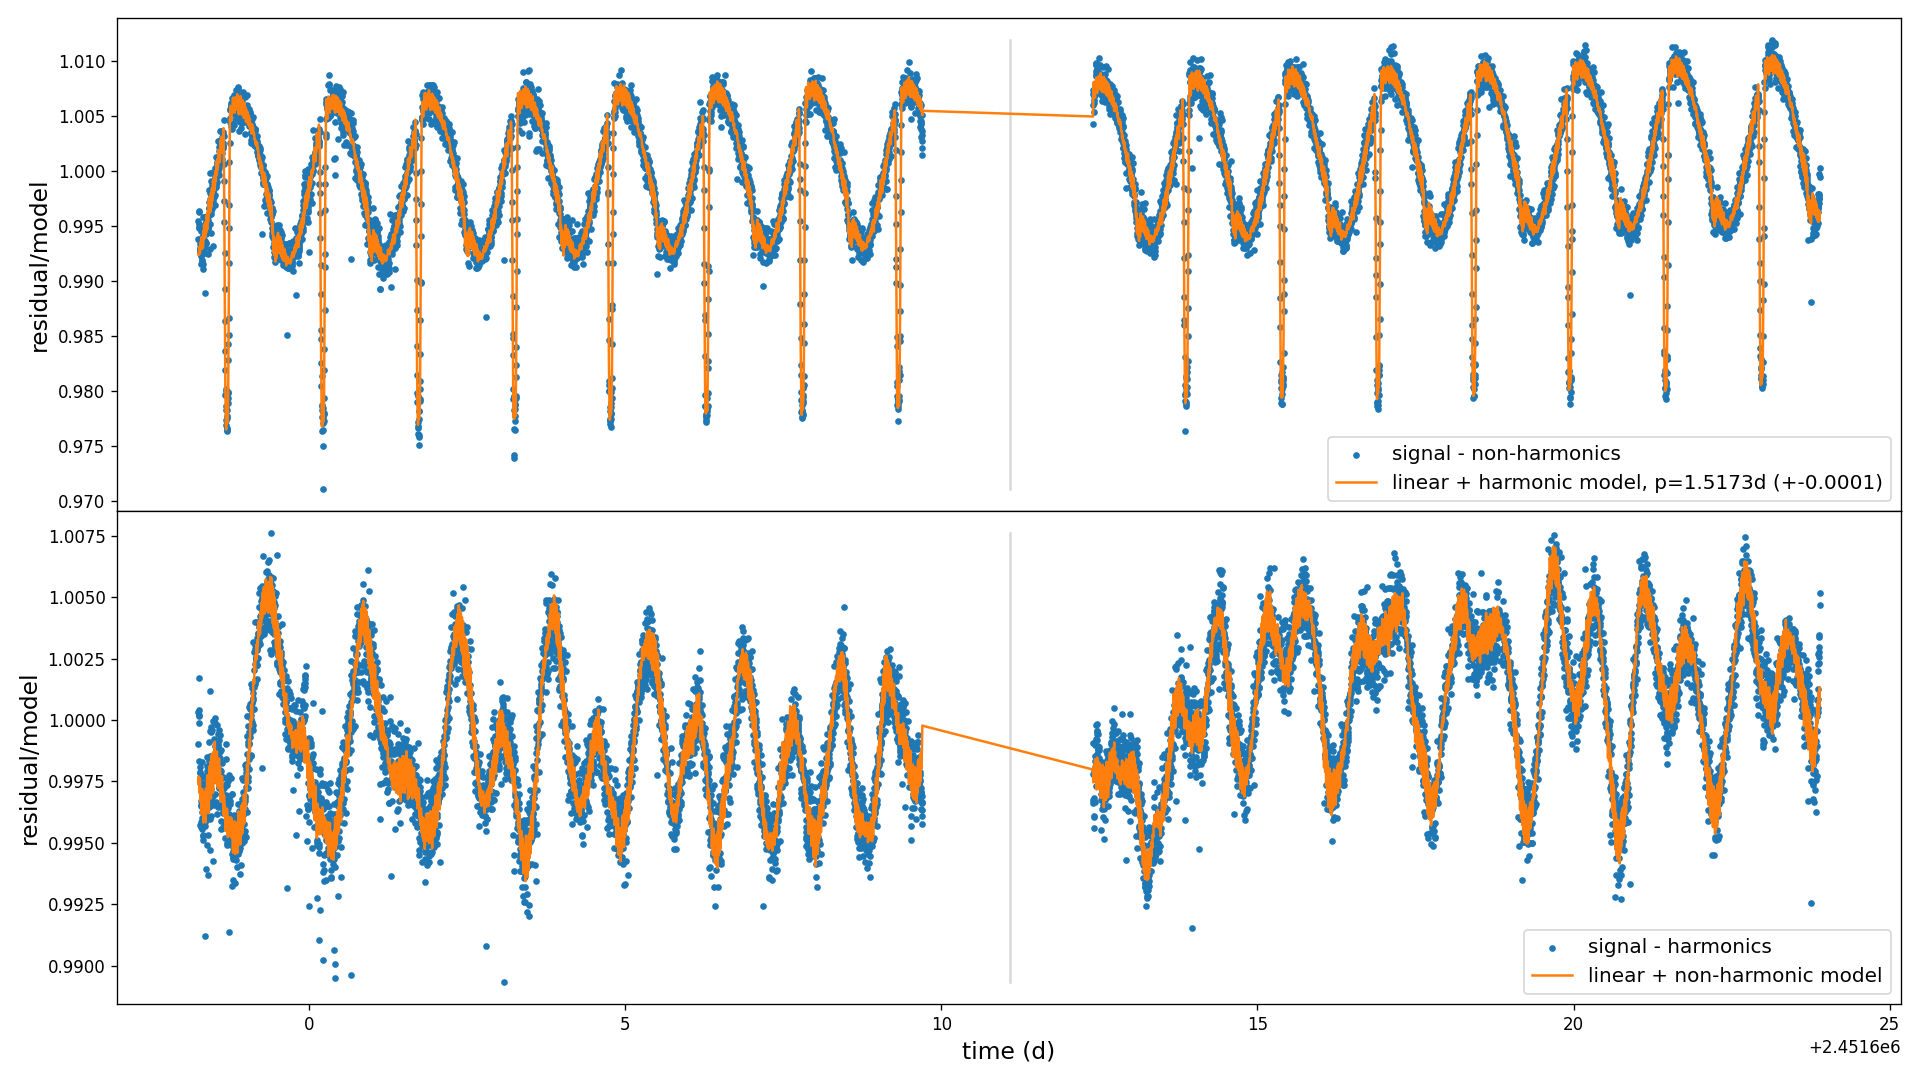 1.010
1.005
1.000
0.995
0.990
0.985
0.980
0.975
0.970
residual/model
signal - non-harmonics
linear + harmonic model, p=1.5173d (+-0.0001)
1.0075
1.0050
1.0025
1.0000
0.9975
0.9950
0.9925
0.9900
residual/model
signal - harmonics
linear + non-harmonic model
0 5 10 15 20 25
time (d)
+2.4516e6